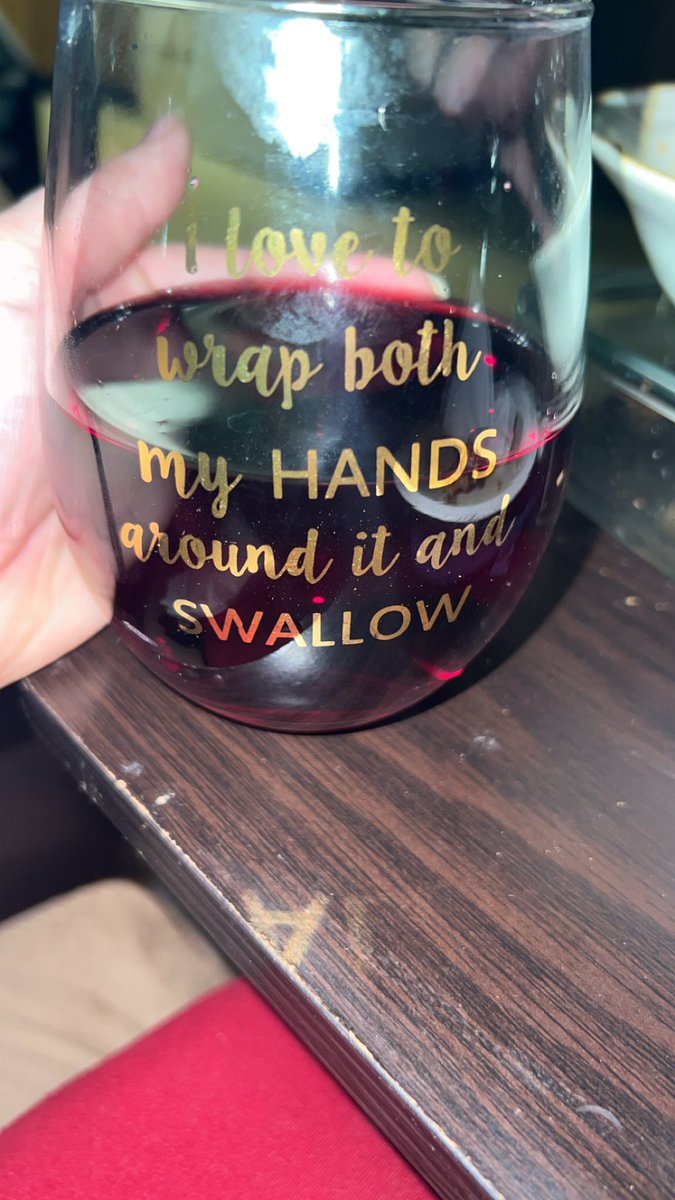 I love to
wrap both
my HANDS
around it and
SWALLOW